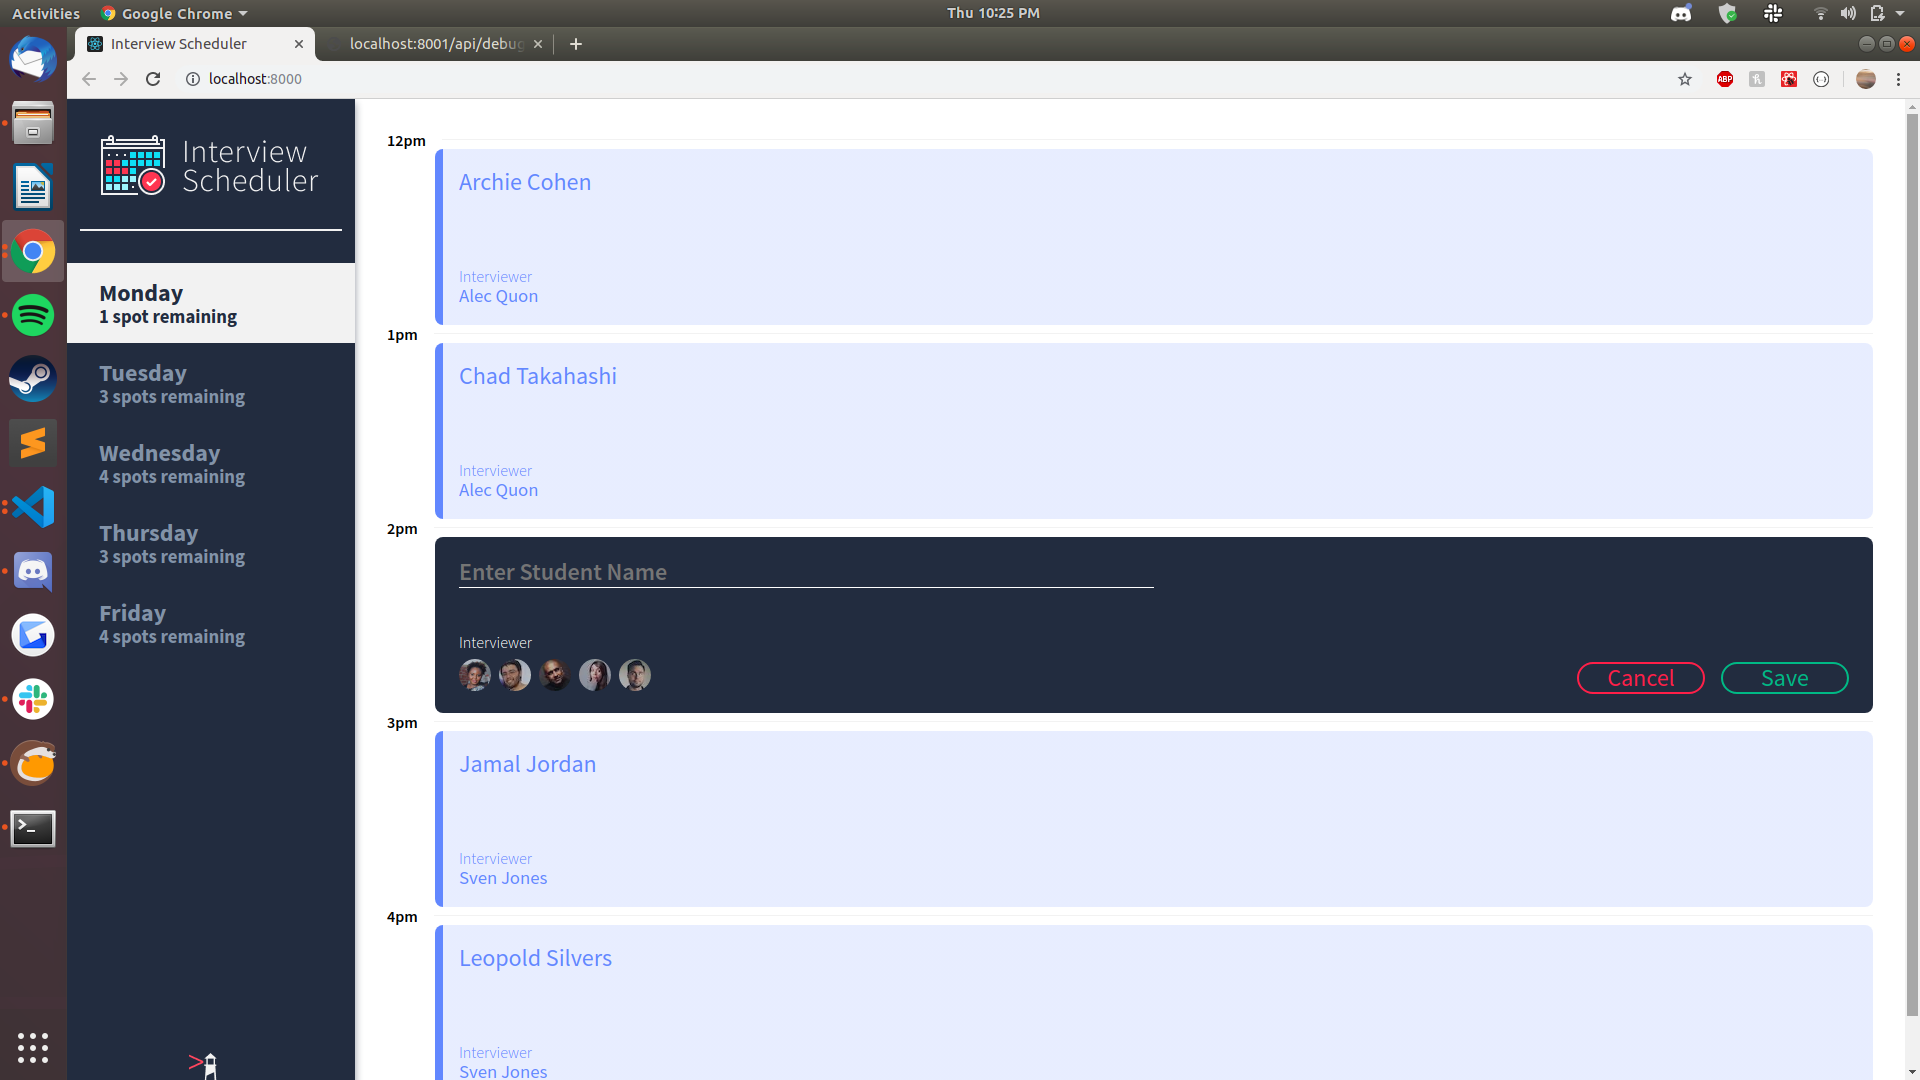 Activities
Google Chrome
Thu 10:25 PM
Interview Scheduler
localhost:8001/api/debug
localhost:8000
ABP
Interview
Scheduler
Monday
1 spot remaining
Tuesday
3 spots remaining
Wednesday
4 spots remaining
Thursday
3 spots remaining
Friday
4 spots remaining
12pm
Archie Cohen
Interviewer
Alec Quon
1pm
Chad Takahashi
Interviewer
Alec Quon
2pm
Enter Student Name
Interviewer
Cancel
Save
3pm
Jamal Jordan
Interviewer
Sven Jones
4pm
Leopold Silvers
Interviewer
Sven Jones